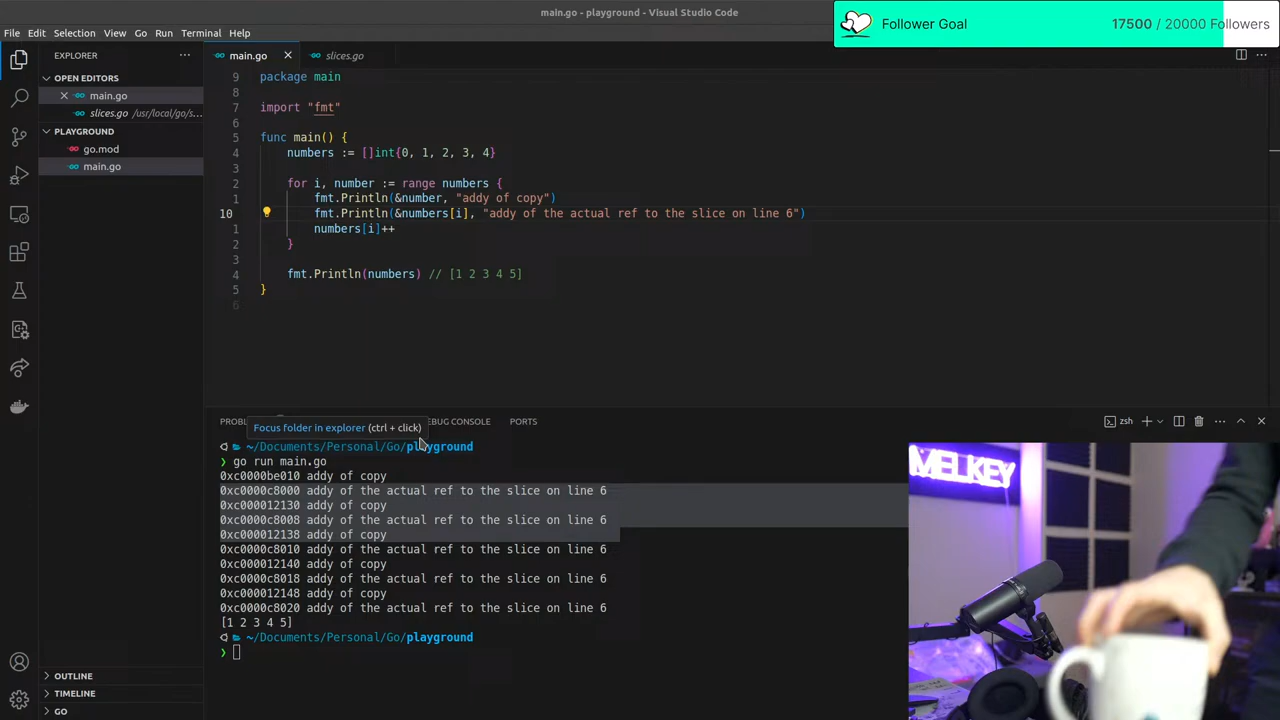 main.go - playground - Visual Studio Code
Follower Goal
17500 / 20000 Followers
File Edit Selection View Go Run Terminal Help
EXPLORER
main.go
slices.go
OPEN EDITORS
main.go
slices.go /usr/local/go/s...
PLAYGROUND
go.mod
main.go
9 package main
8
7 import "fmt"
6
5 func main() {
4 numbers := []int{0, 1, 2, 3, 4}
3
2 for i, number := range numbers {
1 fmt.Println(&number, "addy of copy")
10 fmt.Println(&numbers[i], "addy of the actual ref to the slice on line 6")
1 numbers[i]++
2 }
3
4 fmt.Println(numbers) // [1 2 3 4 5]
5 }
6
DEBUG CONSOLE PORTS
zsh
Focus folder in explorer (ctrl + click)
~/Documents/Personal/Go/playground
❯ go run main.go
0xc0000be010 addy of copy
0xc0000c8000 addy of the actual ref to the slice on line 6
0xc000012130 addy of copy
0xc0000c8008 addy of the actual ref to the slice on line 6
0xc000012138 addy of copy
0xc0000c8010 addy of the actual ref to the slice on line 6
0xc000012140 addy of copy
0xc0000c8018 addy of the actual ref to the slice on line 6
0xc000012148 addy of copy
0xc0000c8020 addy of the actual ref to the slice on line 6
[1 2 3 4 5]
~/Documents/Personal/Go/playground
❯
MELKEY
OUTLINE
TIMELINE
GO